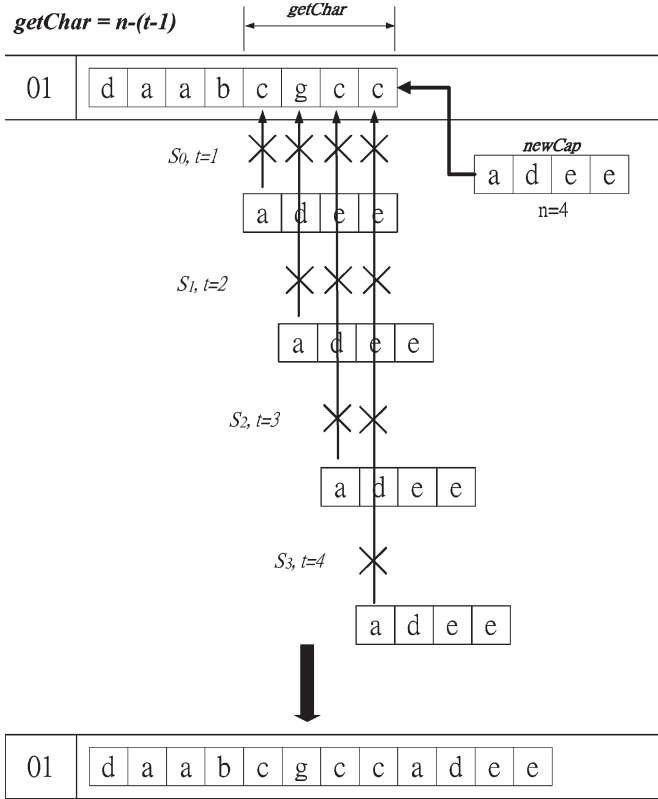 getChar = n-(t-1)
getChar
01 d a a b c g c c
newCap
a d e e
n=4
S0, t=1
a d e e
S1, t=2
a d e e
S2, t=3
a d e e
S3, t=4
a d e e
01 d a a b c g c c a d e e